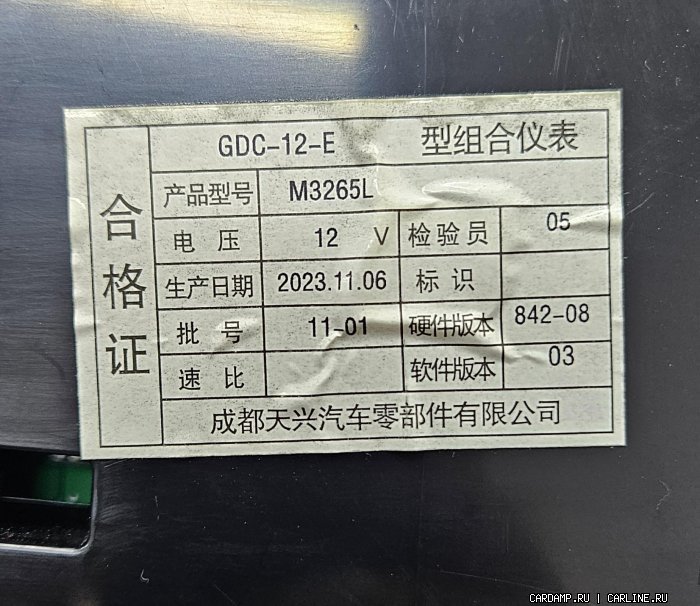 合格证
GDC-12-E 型组合仪表
产品型号 M3265L
电压 12 V 检验员 05
生产日期 2023.11.06 标识
批号 11-01 硬件版本 842-08
速比 软件版本 03
成都天兴汽车零部件有限公司
CARDAMP.RU | CARLINE.RU